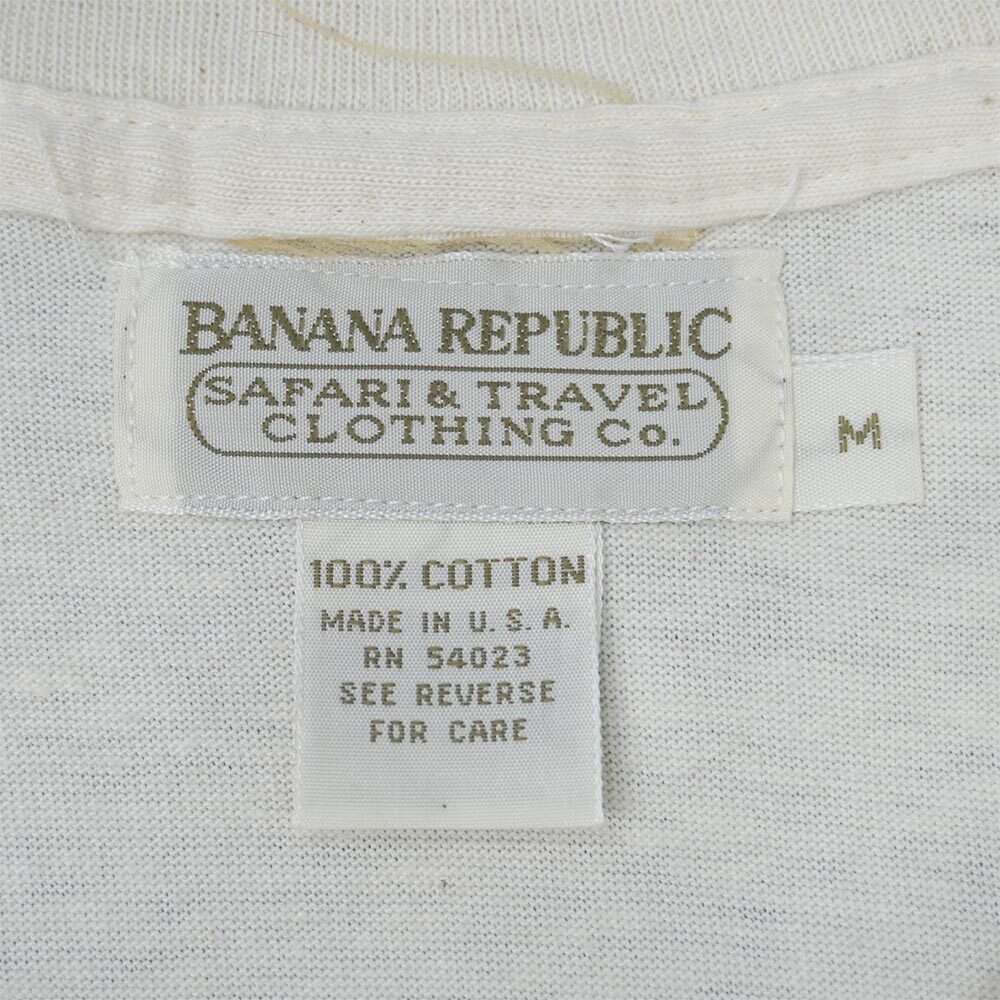 BANANA REPUBLIC
SAFARI & TRAVEL
CLOTHING Co.
M
100% COTTON
MADE IN U.S.A.
RN 54023
SEE REVERSE
FOR CARE